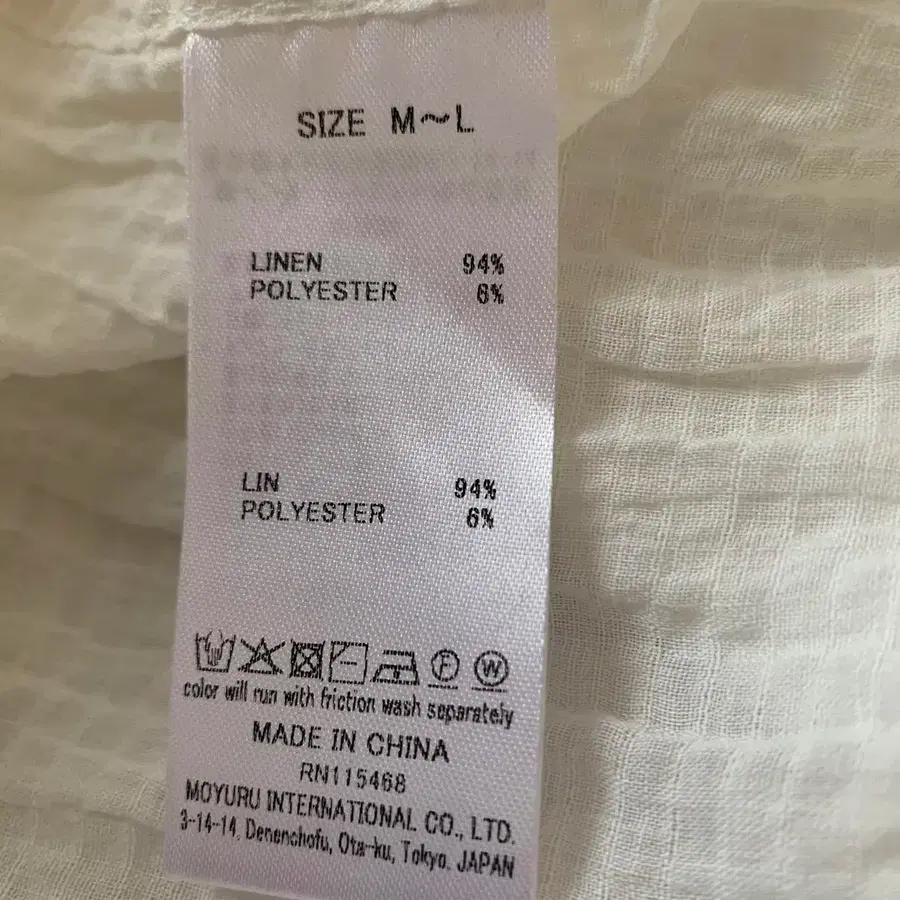 SIZE M~L
LINEN 94%
POLYESTER 6%
LIN 94%
POLYESTER 6%
F W
color will run with friction wash separately
MADE IN CHINA
RN115468
MOYURU INTERNATIONAL CO., LTD.
3-14-14, Denenchofu, Ota-ku, Tokyo. JAPAN